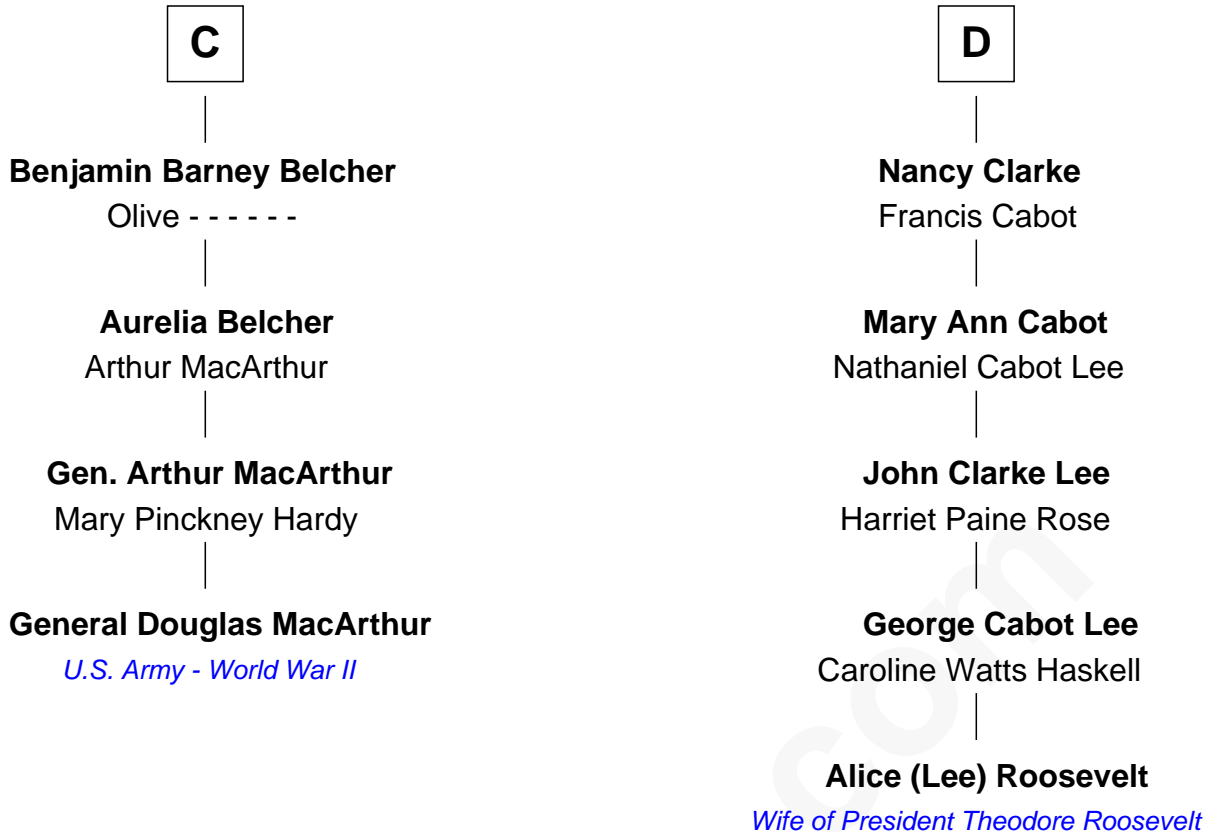 C
Benjamin Barney Belcher
Olive - - - - - -
Aurelia Belcher
Arthur MacArthur
Gen. Arthur MacArthur
Mary Pinckney Hardy
General Douglas MacArthur
U.S. Army - World War II
D
Nancy Clarke
Francis Cabot
Mary Ann Cabot
Nathaniel Cabot Lee
John Clarke Lee
Harriet Paine Rose
George Cabot Lee
Caroline Watts Haskell
Alice (Lee) Roosevelt
Wife of President Theodore Roosevelt
com